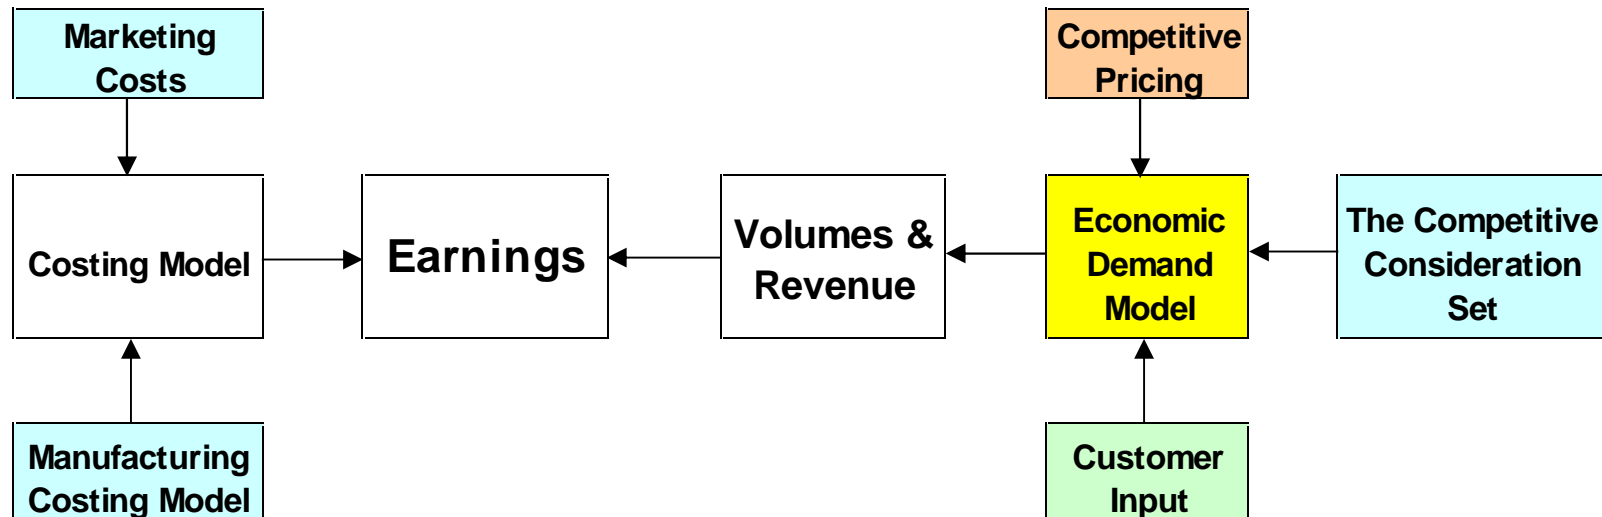 Marketing
Costs
Competitive
Pricing
Costing Model
Earnings
Volumes &
Revenue
Economic
Demand
Model
The Competitive
Consideration
Set
Manufacturing
Costing Model
Customer
Input